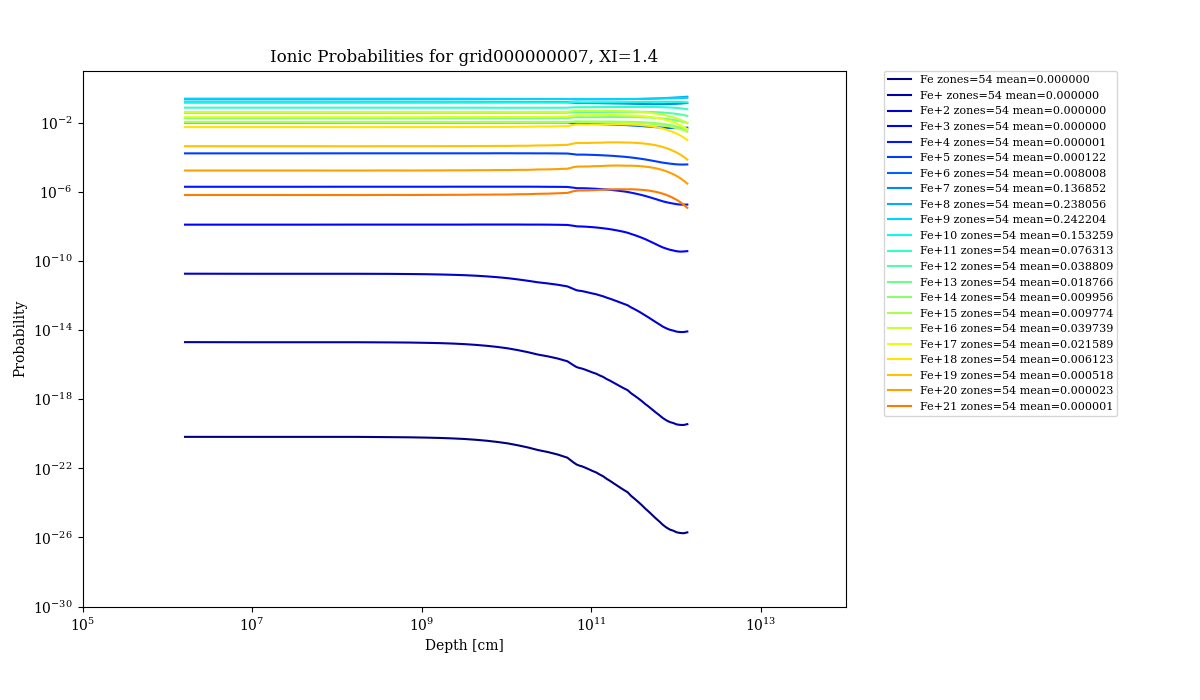 Ionic Probabilities for grid000000007, XI=1.4
Probability
10^-2
10^-6
10^-10
10^-14
10^-18
10^-22
10^-26
10^-30
10^5
10^7
10^9
10^11
10^13
Depth [cm]
Fe zones=54 mean=0.000000
Fe+ zones=54 mean=0.000000
Fe+2 zones=54 mean=0.000000
Fe+3 zones=54 mean=0.000000
Fe+4 zones=54 mean=0.000001
Fe+5 zones=54 mean=0.000122
Fe+6 zones=54 mean=0.008008
Fe+7 zones=54 mean=0.136852
Fe+8 zones=54 mean=0.238056
Fe+9 zones=54 mean=0.242204
Fe+10 zones=54 mean=0.153259
Fe+11 zones=54 mean=0.076313
Fe+12 zones=54 mean=0.038809
Fe+13 zones=54 mean=0.018766
Fe+14 zones=54 mean=0.009956
Fe+15 zones=54 mean=0.009774
Fe+16 zones=54 mean=0.039739
Fe+17 zones=54 mean=0.021589
Fe+18 zones=54 mean=0.006123
Fe+19 zones=54 mean=0.000518
Fe+20 zones=54 mean=0.000023
Fe+21 zones=54 mean=0.000001